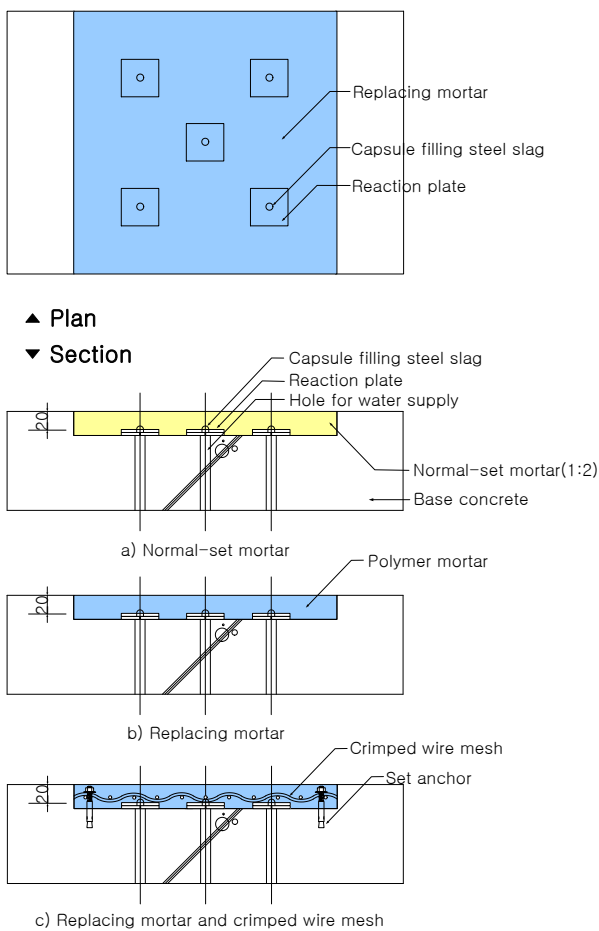 Replacing mortar
Capsule filling steel slag
Reaction plate
▲ Plan
▼ Section
Capsule filling steel slag
Reaction plate
Hole for water supply
20
Normal-set mortar(1:2)
Base concrete
a) Normal-set mortar
Polymer mortar
20
b) Replacing mortar
Crimped wire mesh
Set anchor
20
c) Replacing mortar and crimped wire mesh